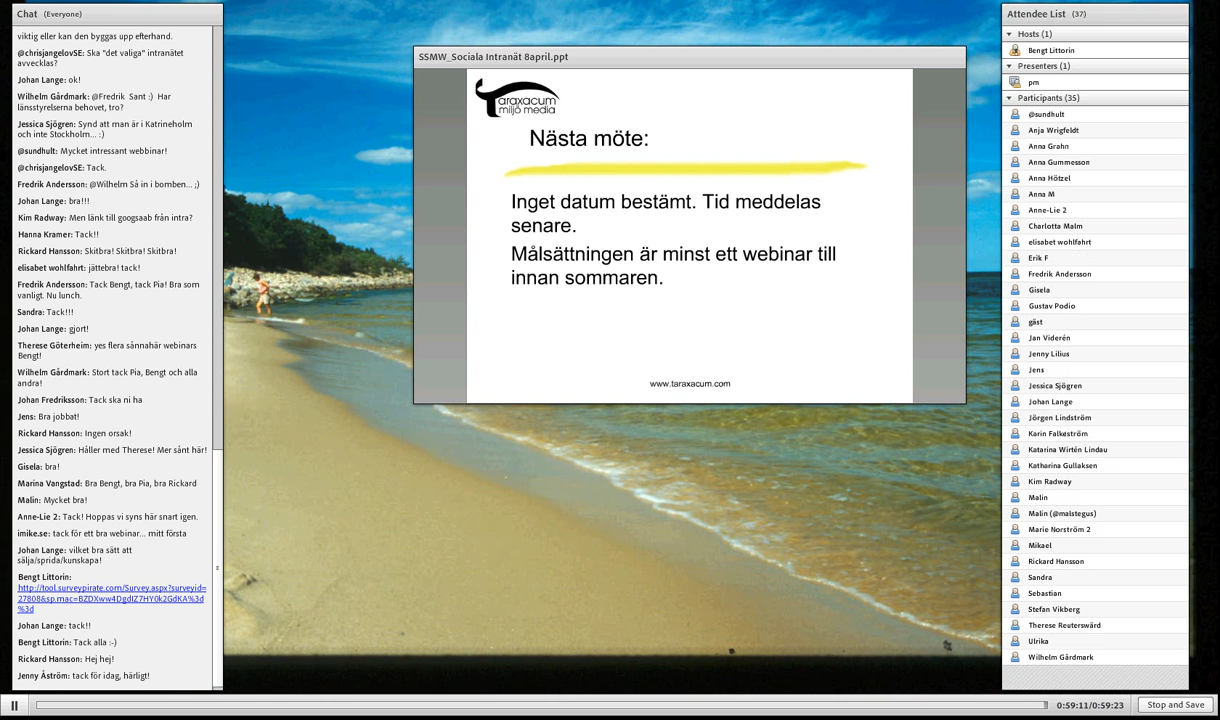 Chat (Everyone)
viktig eller kan den byggas upp efterhand.
@chrisjangelovSE: Ska "det valiga" intranätet
avvecklas?
Johan Lange: ok!
Wilhelm Gårdmark: @Fredrik Sant :) Har
länsstyrelserna behovet, tro?
Jessica Sjögren: Synd att man är i Katrineholm
och inte Stockholm... :)
@sundhult: Mycket intressant webbinar!
@chrisjangelovSE: Tack.
Fredrik Andersson: @Wilhelm Så in i bomben... ;)
Johan Lange: bra!!!
Kim Radway: Men länk till googsaab från intra?
Hanna Kramer: Tack!!
Rickard Hansson: Skitbra! Skitbra! Skitbra!
elisabet wohlfahrt: jättebra! tack!
Fredrik Andersson: Tack Bengt, tack Pia! Bra som
vanligt. Nu lunch.
Sandra: Tack!!!
Johan Lange: gjort!
Therese Göterheim: yes flera sånnahär webinars
Bengt!
Wilhelm Gårdmark: Stort tack Pia, Bengt och alla
andra!
Johan Fredriksson: Tack ska ni ha
Jens: Bra jobbat!
Rickard Hansson: Ingen orsak!
Jessica Sjögren: Håller med Therese! Mer sånt här!
Gisela: bra!
Marina Vangstad: Bra Bengt, bra Pia, bra Rickard
Malin: Mycket bra!
Anne-Lie 2: Tack! Hoppas vi syns här snart igen.
imike.se: tack för ett bra webinar... mitt första
Johan Lange: vilket bra sätt att
sälja/sprida/kunskapa!
Bengt Littorin:
http://tool.surveypirate.com/Survey.aspx?surveyid=
27808&sp.mac=BZDXww4DgdlZ7HY0k2GdKA%3d
%3d
Johan Lange: tack!!
Bengt Littorin: Tack alla :-)
Rickard Hansson: Hej hej!
Jenny Åström: tack för idag, härligt!
SSMW_Sociala Intranät 8april.ppt
Taraxacum
miljö media
Nästa möte:
Inget datum bestämt. Tid meddelas
senare.
Målsättningen är minst ett webinar till
innan sommaren.
www.taraxacum.com
Attendee List (37)
Hosts (1)
Bengt Littorin
Presenters (1)
pm
Participants (35)
@sundhult
Anja Wrigfeldt
Anna Grahn
Anna Gummesson
Anna Hötzel
Anna M
Anne-Lie 2
Charlotta Malm
elisabet wohlfahrt
Erik F
Fredrik Andersson
Gisela
Gustav Podio
gäst
Jan Viderén
Jenny Lilius
Jens
Jessica Sjögren
Johan Lange
Jörgen Lindström
Karin Falkeström
Katarina Wirtén Lindau
Katharina Gullaksen
Kim Radway
Malin
Malin (@malstegus)
Marie Norström 2
Mikael
Rickard Hansson
Sandra
Sebastian
Stefan Vikberg
Therese Reuterswärd
Ulrika
Wilhelm Gårdmark
0:59:11/0:59:23
Stop and Save